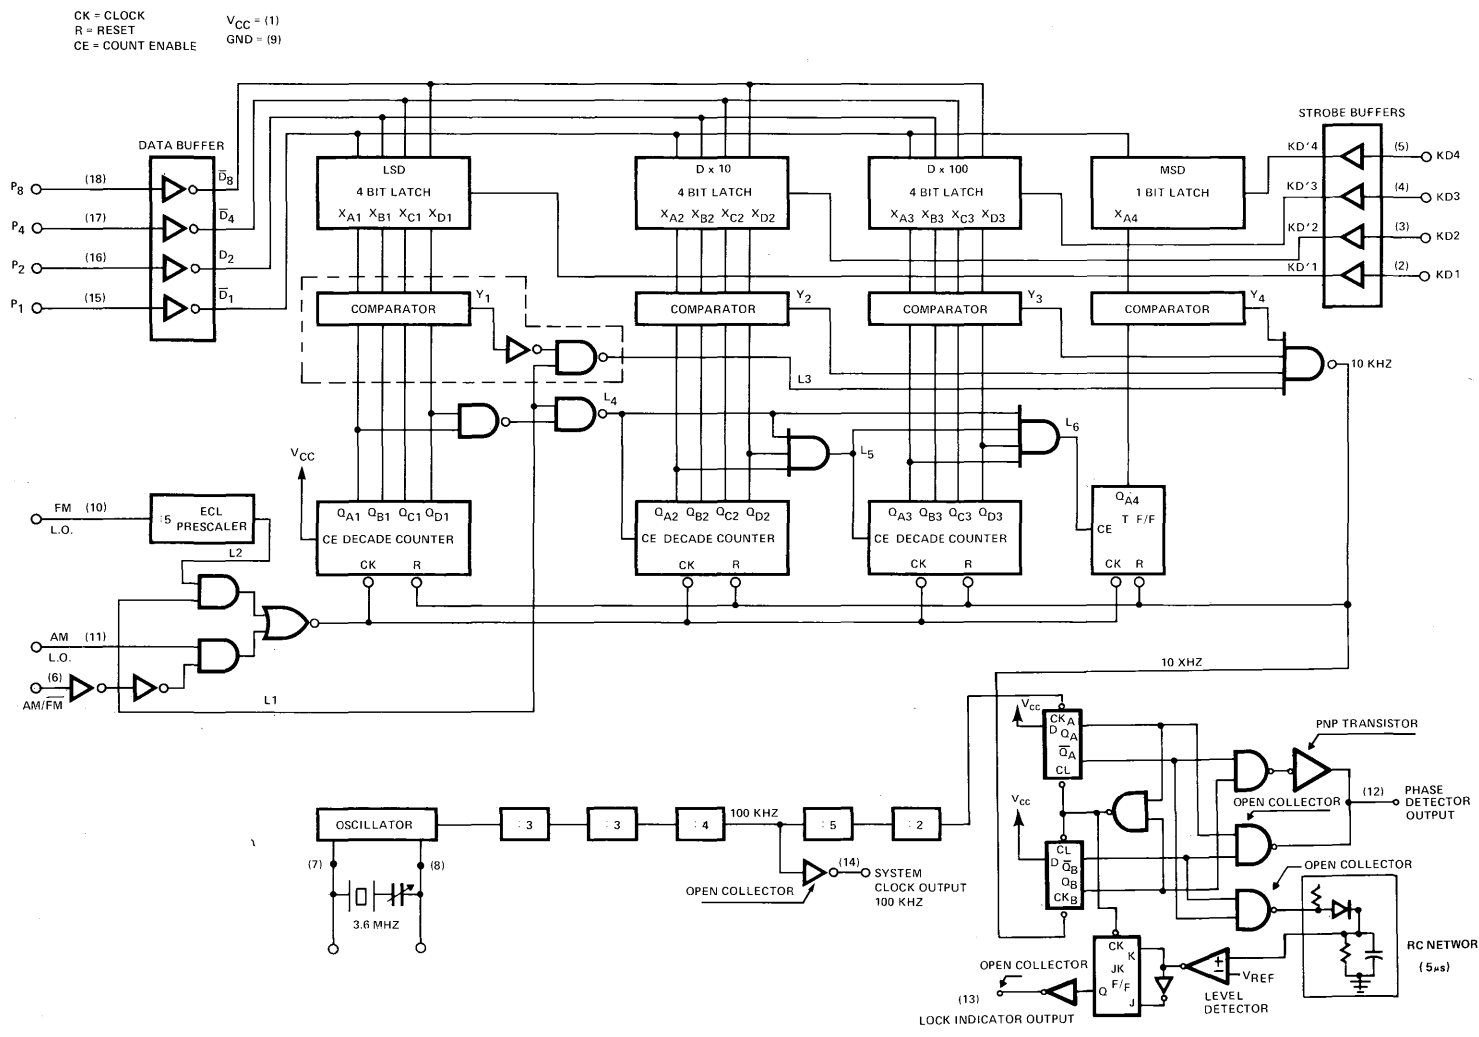 CK = CLOCK
R = RESET
CE = COUNT ENABLE
VCC = (1)
GND = (9)
DATA BUFFER
STROBE BUFFERS
P8 (18) D̅8
P4 (17) D̅4
P2 (16) D2
P1 (15) D̅1
LSD
4 BIT LATCH
XA1 XB1 XC1 XD1
D x 10
4 BIT LATCH
XA2 XB2 XC2 XD2
D x 100
4 BIT LATCH
XA3 XB3 XC3 XD3
MSD
1 BIT LATCH
XA4
KD'4 (5) KD4
KD'3 (4) KD3
KD'2 (3) KD2
KD'1 (2) KD1
COMPARATOR Y1
COMPARATOR Y2
COMPARATOR Y3
COMPARATOR Y4
L3
10 KHZ
L4
L5
L6
VCC
FM (10)
L.O.
ECL
:5 PRESCALER
L2
QA1 QB1 QC1 QD1
CE DECADE COUNTER
CK R
QA2 QB2 QC2 QD2
CE DECADE COUNTER
CK R
QA3 QB3 QC3 QD3
CE DECADE COUNTER
CK R
QA4
T F/F
CE
CK R
AM (11)
L.O.
(6)
AM/F̅M̅
L1
10 XHZ
VCC
CKA
D QA
Q̅A
CL
PNP TRANSISTOR
OPEN COLLECTOR
(12) PHASE
DETECTOR
OUTPUT
OSCILLATOR
:3
:3
:4
100 KHZ
:5
:2
VCC
CL
D Q̅B
QB
CKB
(7)
(8)
3.6 MHZ
(14)
SYSTEM
CLOCK OUTPUT
100 KHZ
OPEN COLLECTOR
OPEN COLLECTOR
RC NETWOR
(5μs)
CK
K
JK
F/F
Q
J
+
−
VREF
LEVEL
DETECTOR
OPEN COLLECTOR
(13)
LOCK INDICATOR OUTPUT